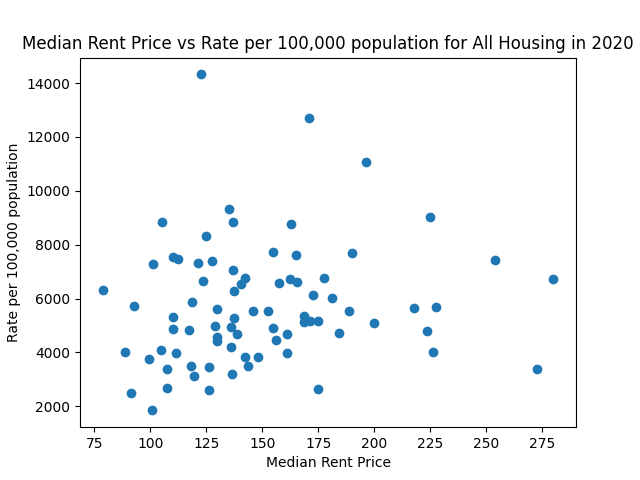 Median Rent Price vs Rate per 100,000 population for All Housing in 2020
14000
12000
10000
8000
6000
4000
2000
Rate per 100,000 population
75 100 125 150 175 200 225 250 275
Median Rent Price